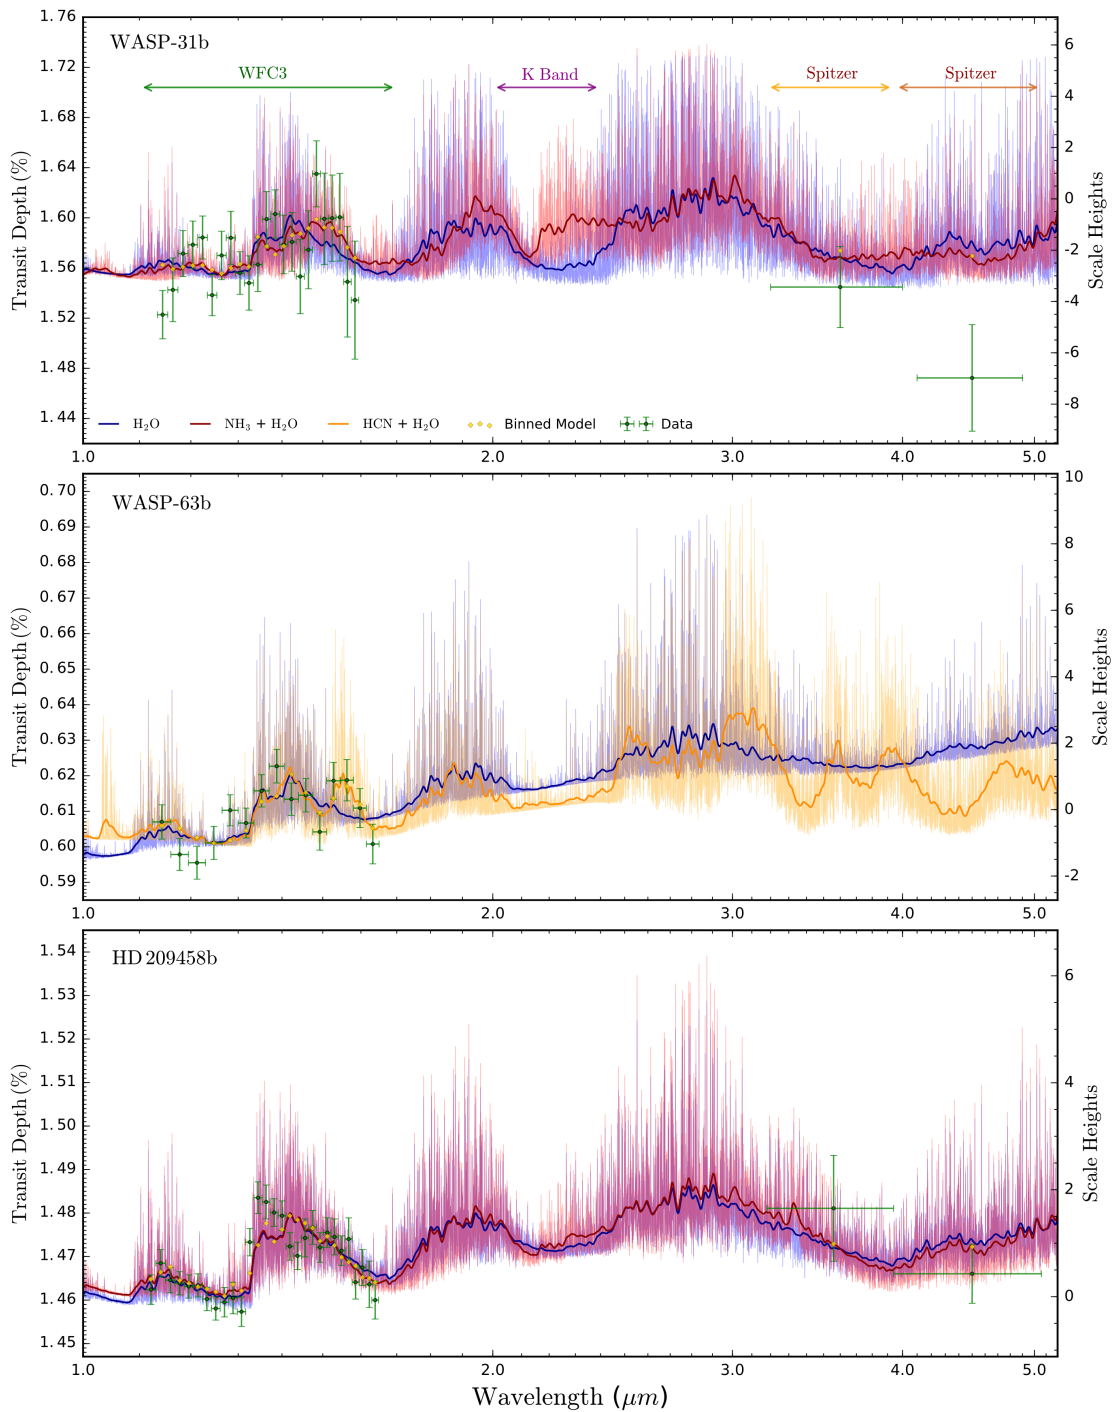 WASP-31b
WFC3
K Band
Spitzer
Spitzer
1.76
1.72
1.68
1.64
1.60
1.56
1.52
1.48
1.44
Transit Depth (%)
6
4
2
0
-2
-4
-6
-8
Scale Heights
H₂O
NH₃ + H₂O
HCN + H₂O
Binned Model
Data
1.0 2.0 3.0 4.0 5.0
WASP-63b
0.70
0.69
0.68
0.67
0.66
0.65
0.64
0.63
0.62
0.61
0.60
0.59
Transit Depth (%)
10
8
6
4
2
0
-2
Scale Heights
1.0 2.0 3.0 4.0 5.0
HD 209458b
1.54
1.53
1.52
1.51
1.50
1.49
1.48
1.47
1.46
1.45
Transit Depth (%)
6
4
2
0
Scale Heights
1.0 2.0 3.0 4.0 5.0
Wavelength (μm)